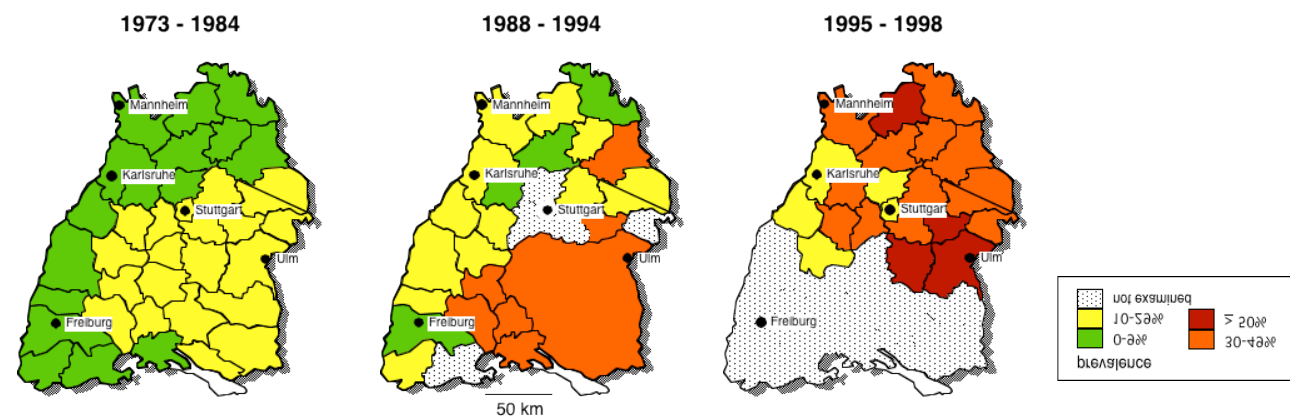 1973 - 1984
1988 - 1994
1995 - 1998
Mannheim
Mannheim
Mannheim
Karlsruhe
Karlsruhe
Karlsruhe
Stuttgart
Stuttgart
Stuttgart
Ulm
Ulm
Ulm
Freiburg
Freiburg
Freiburg
not examined
10-29%
≥ 50%
0-9%
30-49%
prevalence
50 km